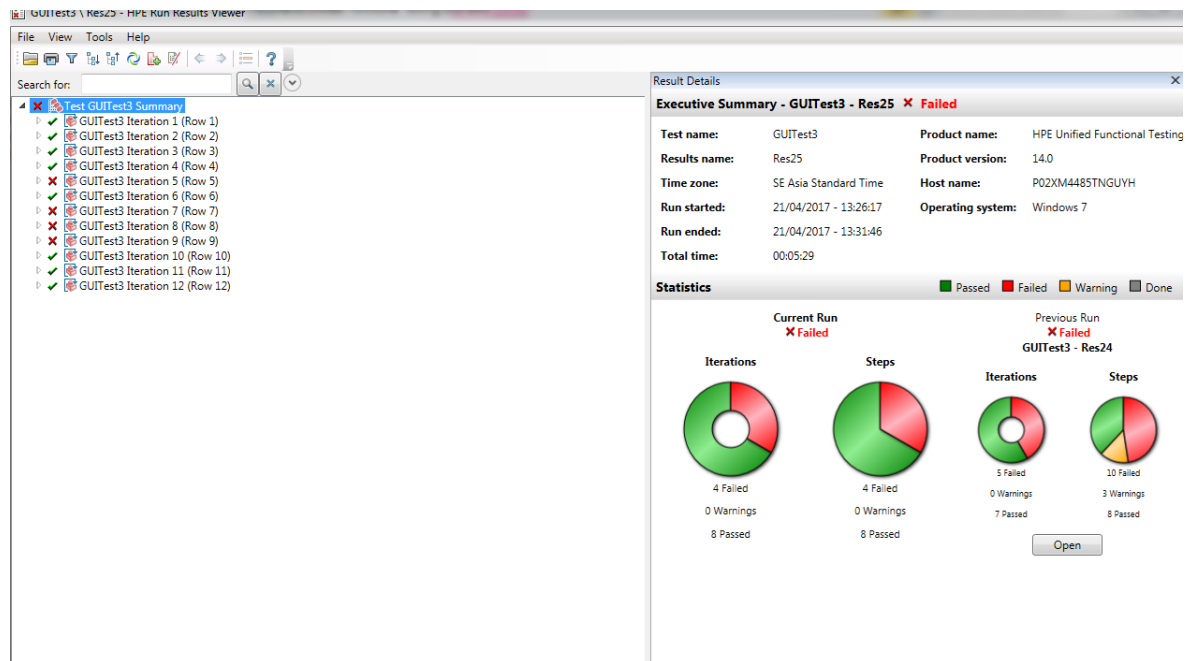 GUITest3 \ Res25 - HPE Run Results Viewer
File View Tools Help
Search for:
Test GUITest3 Summary
GUITest3 Iteration 1 (Row 1)
GUITest3 Iteration 2 (Row 2)
GUITest3 Iteration 3 (Row 3)
GUITest3 Iteration 4 (Row 4)
GUITest3 Iteration 5 (Row 5)
GUITest3 Iteration 6 (Row 6)
GUITest3 Iteration 7 (Row 7)
GUITest3 Iteration 8 (Row 8)
GUITest3 Iteration 9 (Row 9)
GUITest3 Iteration 10 (Row 10)
GUITest3 Iteration 11 (Row 11)
GUITest3 Iteration 12 (Row 12)
Result Details
Executive Summary - GUITest3 - Res25 Failed
Test name: GUITest3 Product name: HPE Unified Functional Testing
Results name: Res25 Product version: 14.0
Time zone: SE Asia Standard Time Host name: P02XM4485TNGUYH
Run started: 21/04/2017 - 13:26:17 Operating system: Windows 7
Run ended: 21/04/2017 - 13:31:46
Total time: 00:05:29
Statistics Passed Failed Warning Done
Current Run
Failed
Iterations Steps
4 Failed 4 Failed
0 Warnings 0 Warnings
8 Passed 8 Passed
Previous Run
Failed
GUITest3 - Res24
Iterations Steps
5 Failed 10 Failed
0 Warnings 3 Warnings
7 Passed 8 Passed
Open